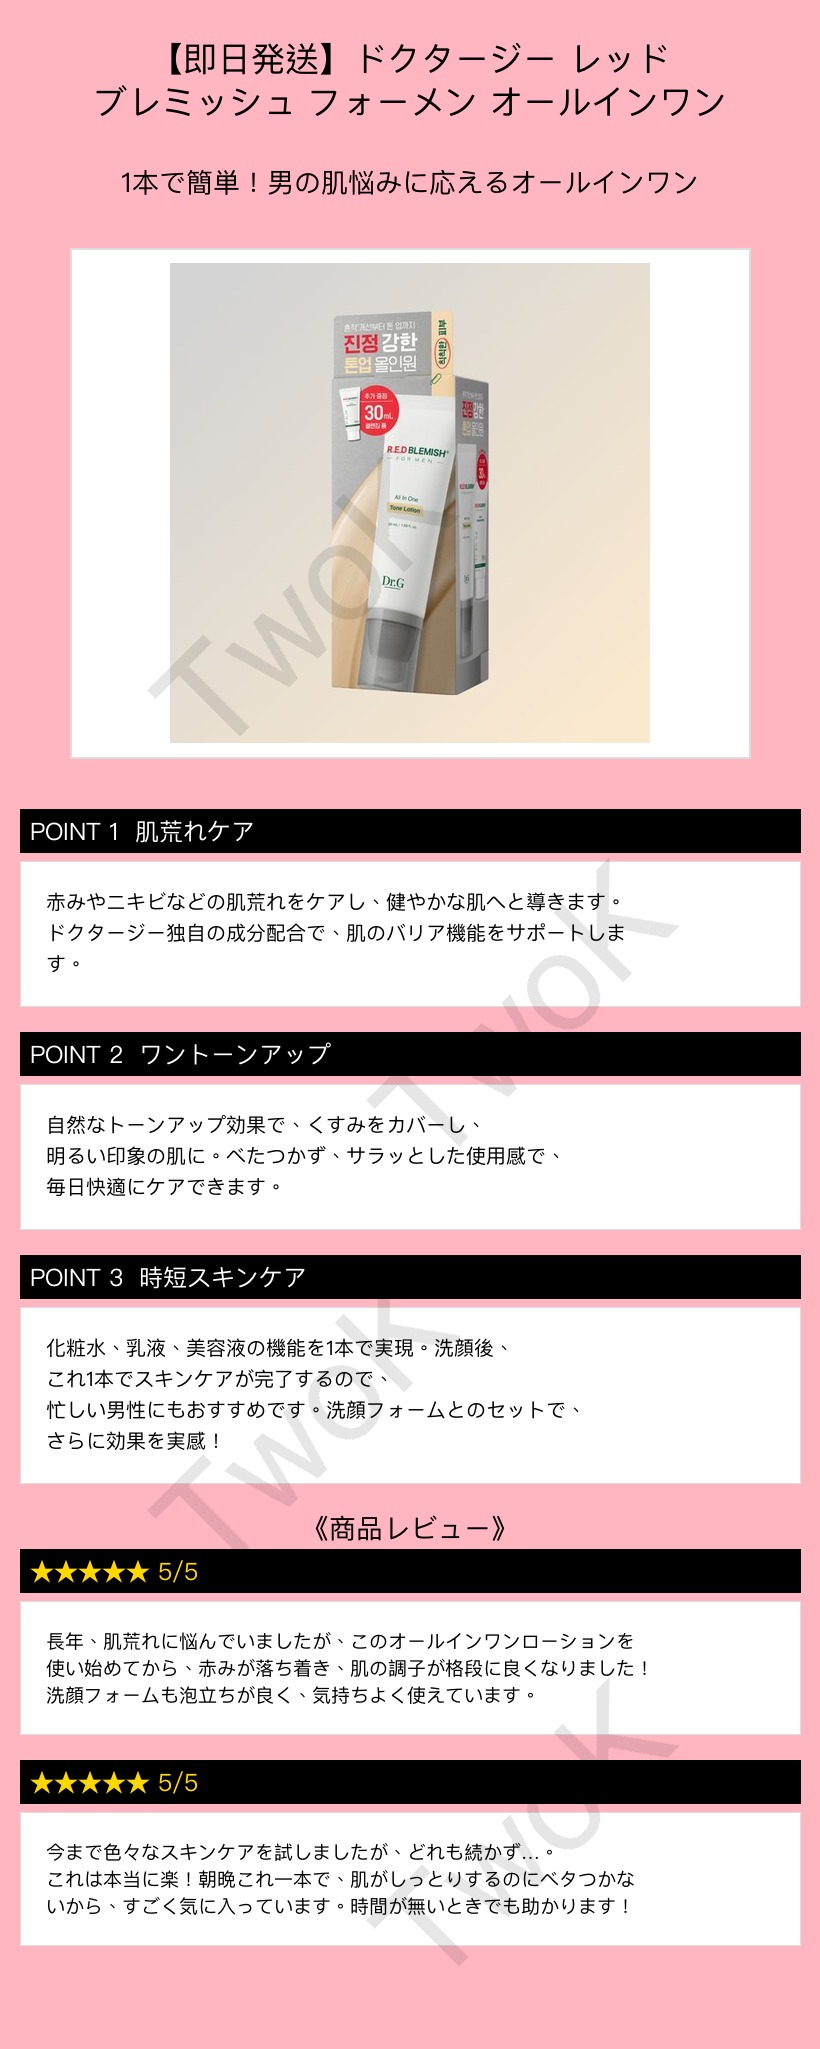 【即日発送】ドクタージー レッド
ブレミッシュ フォーメン オールインワン
1本で簡単！男の肌悩みに応えるオールインワン
흔적 개선부터 톤 업까지
진정 강한
톤업 올인원
착착한 피부
추가 증정
30mL
클렌징 폼
R.E.D BLEMISH®
FOR MEN
All In One
Tone Lotion
Dr.G
TwoK
POINT 1 肌荒れケア
赤みやニキビなどの肌荒れをケアし、健やかな肌へと導きます。
ドクタージー独自の成分配合で、肌のバリア機能をサポートしま
す。
TwoK
POINT 2 ワントーンアップ
自然なトーンアップ効果で、くすみをカバーし、
明るい印象の肌に。べたつかず、サラッとした使用感で、
毎日快適にケアできます。
POINT 3 時短スキンケア
化粧水、乳液、美容液の機能を1本で実現。洗顔後、
これ1本でスキンケアが完了するので、
忙しい男性にもおすすめです。洗顔フォームとのセットで、
さらに効果を実感！
TwoK
《商品レビュー》
★★★★★ 5/5
長年、肌荒れに悩んでいましたが、このオールインワンローションを
使い始めてから、赤みが落ち着き、肌の調子が格段に良くなりました！
洗顔フォームも泡立ちが良く、気持ちよく使えています。
★★★★★ 5/5
今まで色々なスキンケアを試しましたが、どれも続かず…。
これは本当に楽！朝晩これ一本で、肌がしっとりするのにベタつかな
いから、すごく気に入っています。時間が無いときでも助かります！
TwoK